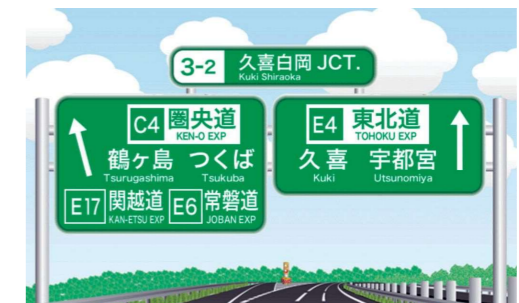 3-2 久喜白岡 JCT.
Kuki Shiraoka
C4 圏央道
KEN-O EXP
鶴ヶ島 つくば
Tsurugashima Tsukuba
E17 関越道 E6 常磐道
KAN-ETSU EXP JOBAN EXP
E4 東北道
TOHOKU EXP
久喜 宇都宮
Kuki Utsunomiya